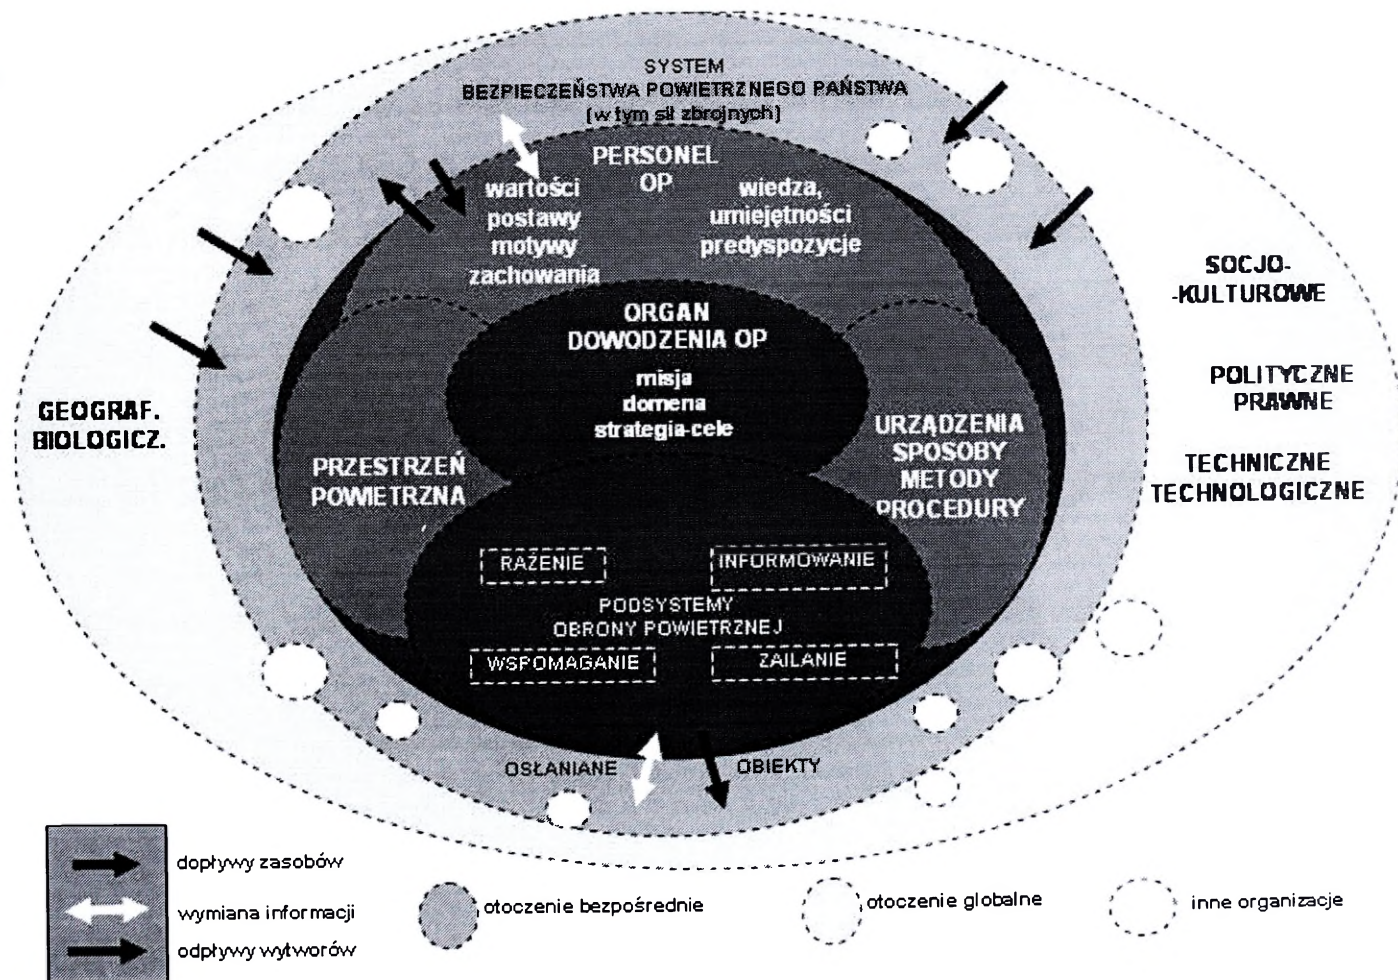 SYSTEM
BEZPIECZEŃSTWA POWIETRZNEGO PAŃSTWA
[w tym sił zbrojnych]
PERSONEL
OP
wartości
postawy
motywy
zachowania
wiedza,
umiejętności
predyspozycje
ORGAN
DOWODZENIA OP
misja
domena
strategia-cele
SOCJO-
-KULTUROWE
POLITYCZNE
PRAWNE
TECHNICZNE
TECHNOLOGICZNE
GEOGRAF.
BIOLOGICZ.
PRZESTRZEŃ
POWIETRZNA
URZĄDZENIA
SPOSOBY
METODY
PROCEDURY
RAŻENIE
INFORMOWANIE
PODSYSTEMY
OBRONY POWIETRZNEJ
WSPOMAGANIE
ZAILANIE
OSŁANIANE
OBIEKTY
dopływy zasobów
wymiana informacji
odpływy wytworów
otoczenie bezpośrednie
otoczenie globalne
inne organizacje